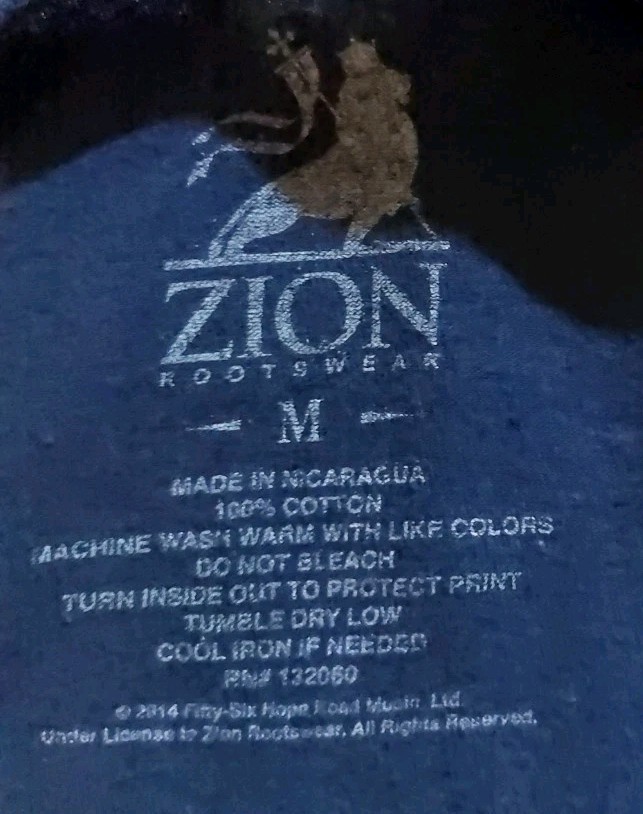 ZION
ROOTSWEAR
- M -
MADE IN NICARAGUA
100% COTTON
MACHINE WASH WARM WITH LIKE COLORS
DO NOT BLEACH
TURN INSIDE OUT TO PROTECT PRINT
TUMBLE DRY LOW
COOL IRON IF NEEDED
RN# 132060
© 2014 Fifty-Six Hope Road Music, Ltd.
Under License to Zion Rootswear. All Rights Reserved.